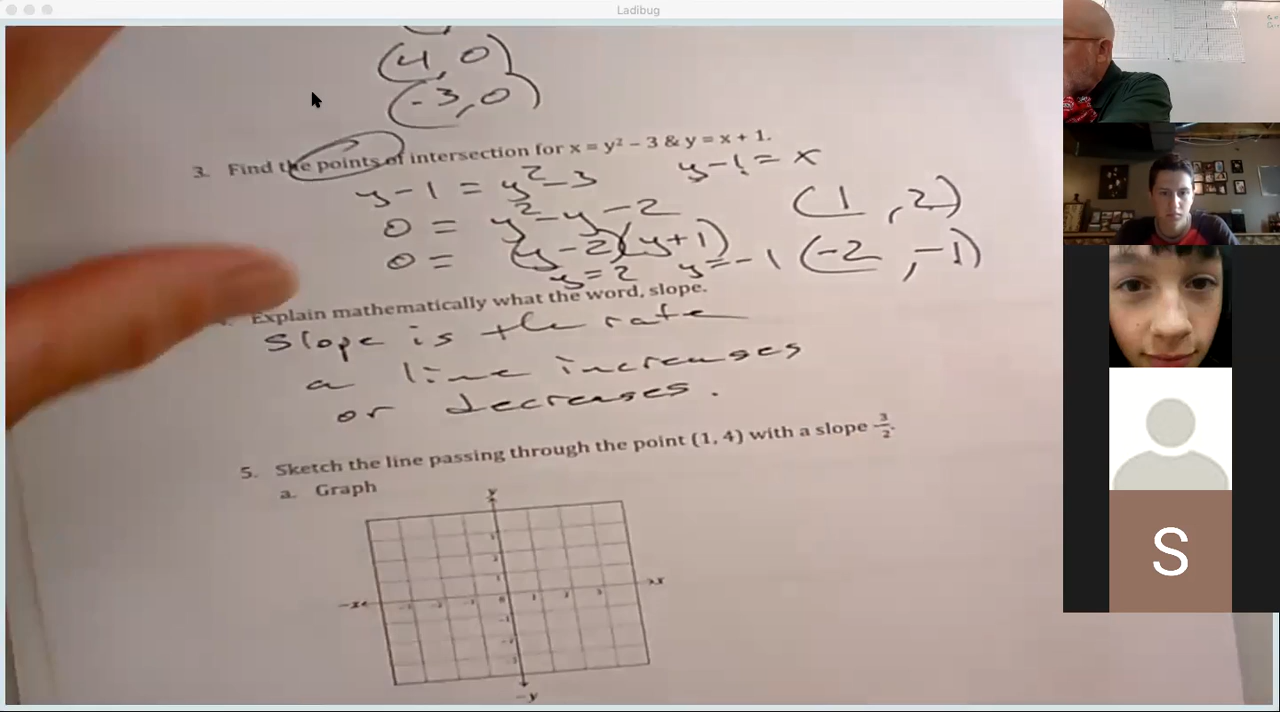 Ladibug
(4, 0)
(-3, 0)
3. Find the points of intersection for x = y² – 3 & y = x + 1.
y - 1 = y² - 3
y - 1 = x
0 = y² - y - 2
(1, 2)
0 = (y - 2)(y + 1)
(-2, -1)
y = 2 y = -1
Explain mathematically what the word, slope.
Slope is the rate
a line increases
or decreases.
5. Sketch the line passing through the point (1, 4) with a slope -3/2.
a. Graph
y
-x
x
-y
S